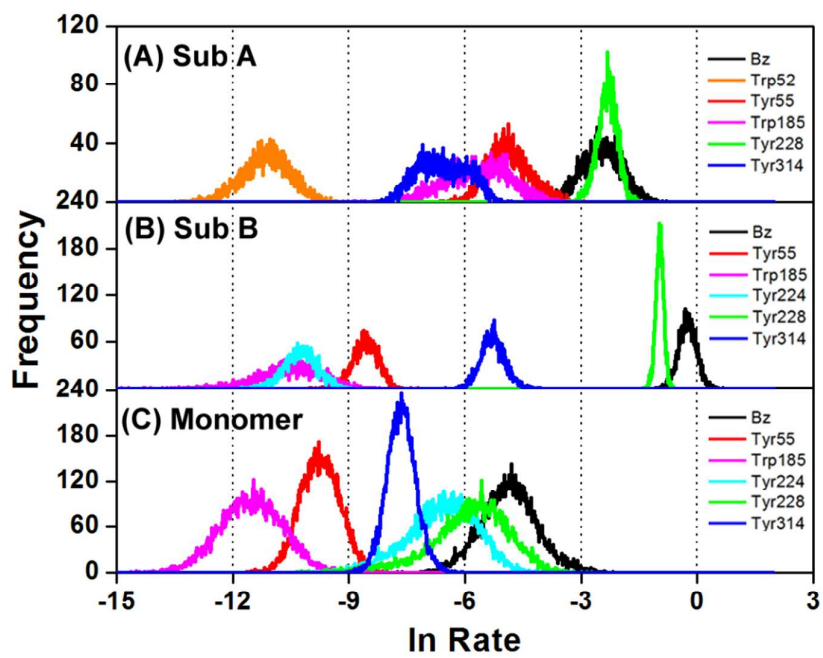 120
(A) Sub A
Bz
Trp52
Tyr55
Trp185
Tyr228
Tyr314
80
40
240
(B) Sub B
Bz
Tyr55
Trp185
Tyr224
Tyr228
Tyr314
180
120
60
240
(C) Monomer
Bz
Tyr55
Trp185
Tyr224
Tyr228
Tyr314
180
120
60
0
Frequency
-15 -12 -9 -6 -3 0 3
ln Rate